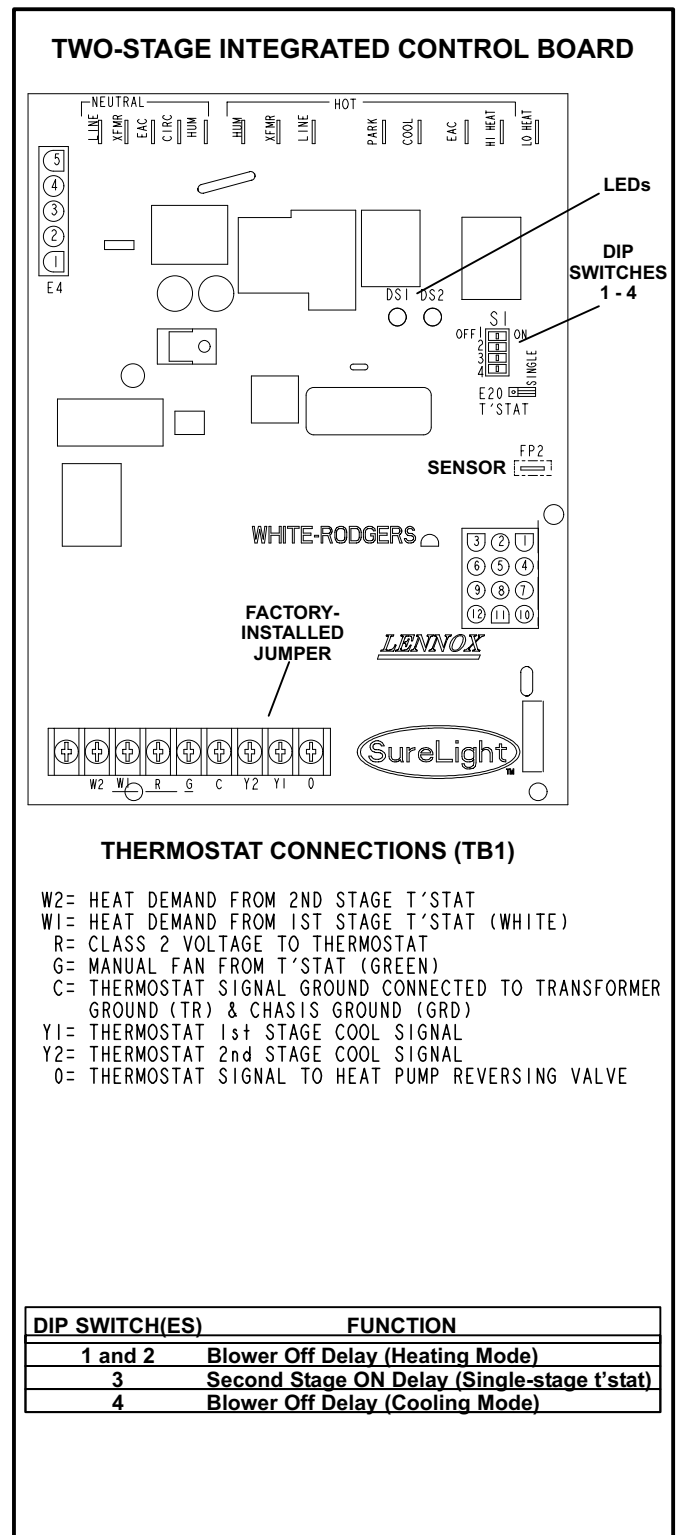 TWO-STAGE INTEGRATED CONTROL BOARD
NEUTRAL HOT
LINE XFMR EAC CIRC HUM HUM XFMR LINE PARK COOL EAC HI HEAT LO HEAT
5
4
3
2
1
E4
LEDs
DIP
SWITCHES
1 - 4
DS1 DS2
S1
OFF 1 ON
2
3
4
SINGLE
E20
T'STAT
FP2
SENSOR
WHITE-RODGERS
3 2 1
6 5 4
9 8 7
12 11 10
FACTORY-
INSTALLED
JUMPER
LENNOX
SureLight™
W2 W1 R G C Y2 Y1 O
THERMOSTAT CONNECTIONS (TB1)
W2= HEAT DEMAND FROM 2ND STAGE T'STAT
W1= HEAT DEMAND FROM 1ST STAGE T'STAT (WHITE)
R= CLASS 2 VOLTAGE TO THERMOSTAT
G= MANUAL FAN FROM T'STAT (GREEN)
C= THERMOSTAT SIGNAL GROUND CONNECTED TO TRANSFORMER
GROUND (TR) & CHASIS GROUND (GRD)
Y1= THERMOSTAT 1st STAGE COOL SIGNAL
Y2= THERMOSTAT 2nd STAGE COOL SIGNAL
O= THERMOSTAT SIGNAL TO HEAT PUMP REVERSING VALVE
DIP SWITCH(ES) FUNCTION
1 and 2 Blower Off Delay (Heating Mode)
3 Second Stage ON Delay (Single-stage t'stat)
4 Blower Off Delay (Cooling Mode)